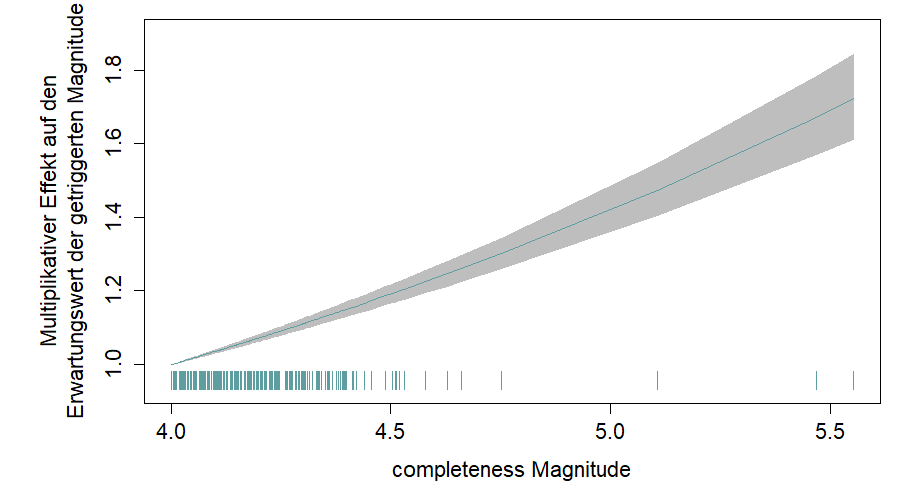 Multiplikativer Effekt auf den
Erwartungswert der getriggerten Magnitude
1.8
1.6
1.4
1.2
1.0
4.0 4.5 5.0 5.5
completeness Magnitude